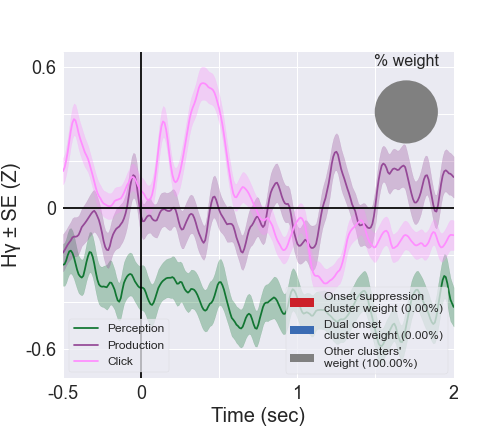 % weight
0.6
0
-0.6
Hγ ± SE (Z)
Perception
Production
Click
Onset suppression
cluster weight (0.00%)
Dual onset
cluster weight (0.00%)
Other clusters'
weight (100.00%)
-0.5 0 1 2
Time (sec)